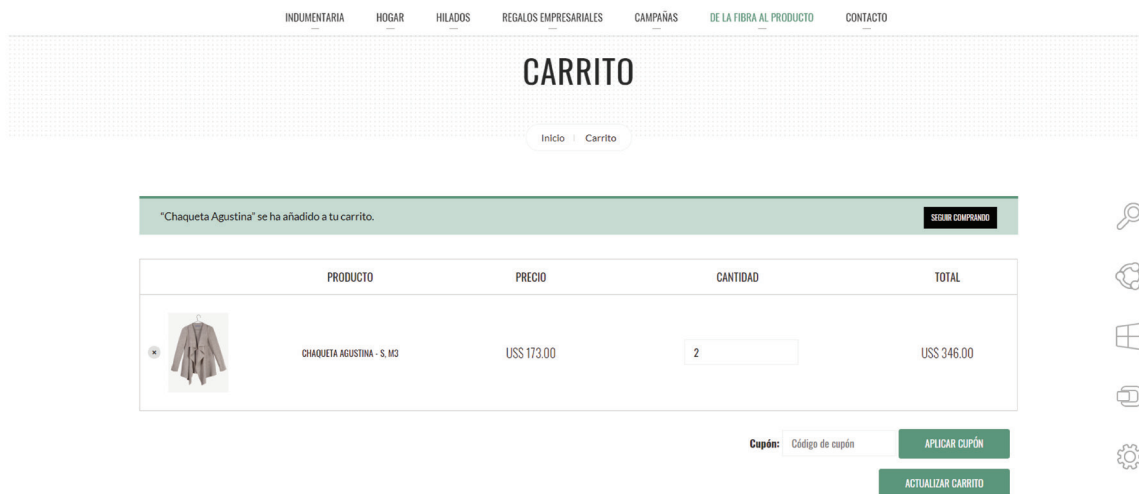 INDUMENTARIA HOGAR HILADOS REGALOS EMPRESARIALES CAMPAÑAS DE LA FIBRA AL PRODUCTO CONTACTO
CARRITO
Inicio Carrito
"Chaqueta Agustina" se ha añadido a tu carrito. SEGUIR COMPRANDO
PRODUCTO PRECIO CANTIDAD TOTAL
× CHAQUETA AGUSTINA - S, M3 US$ 173.00 2 US$ 346.00
Cupón: Código de cupón APLICAR CUPÓN
ACTUALIZAR CARRITO